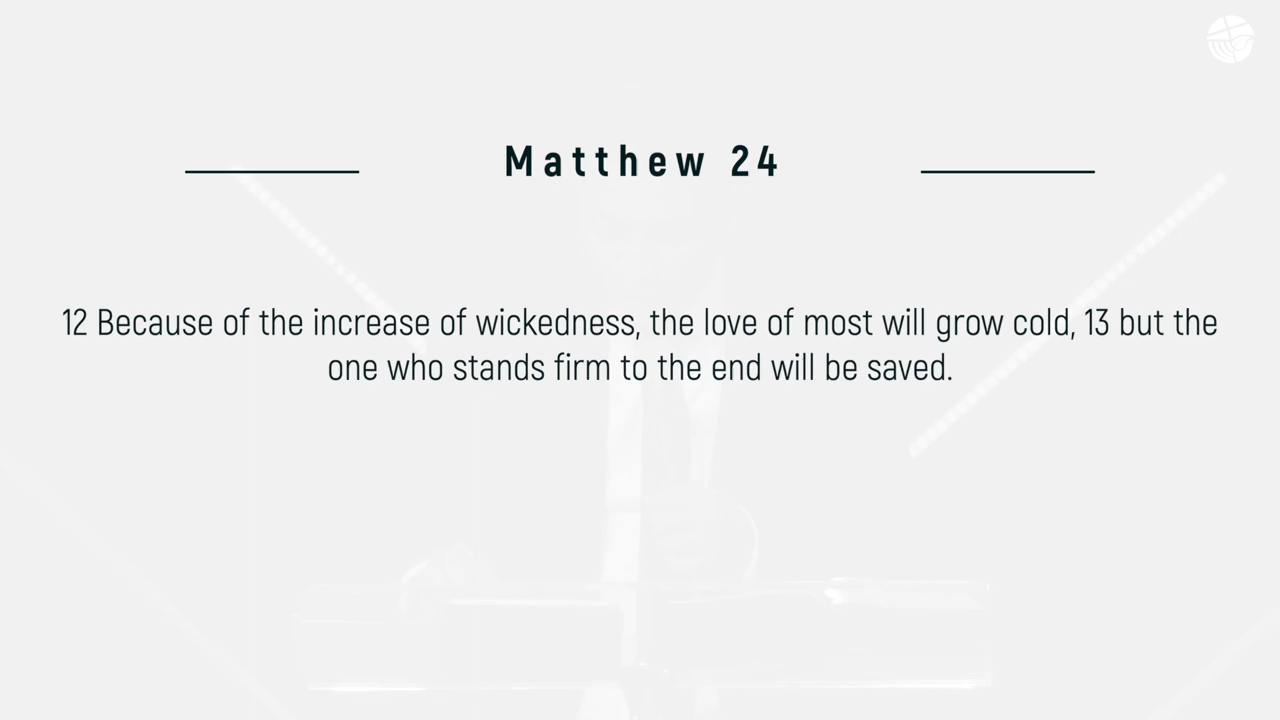 Matthew 24
12 Because of the increase of wickedness, the love of most will grow cold, 13 but the
one who stands firm to the end will be saved.